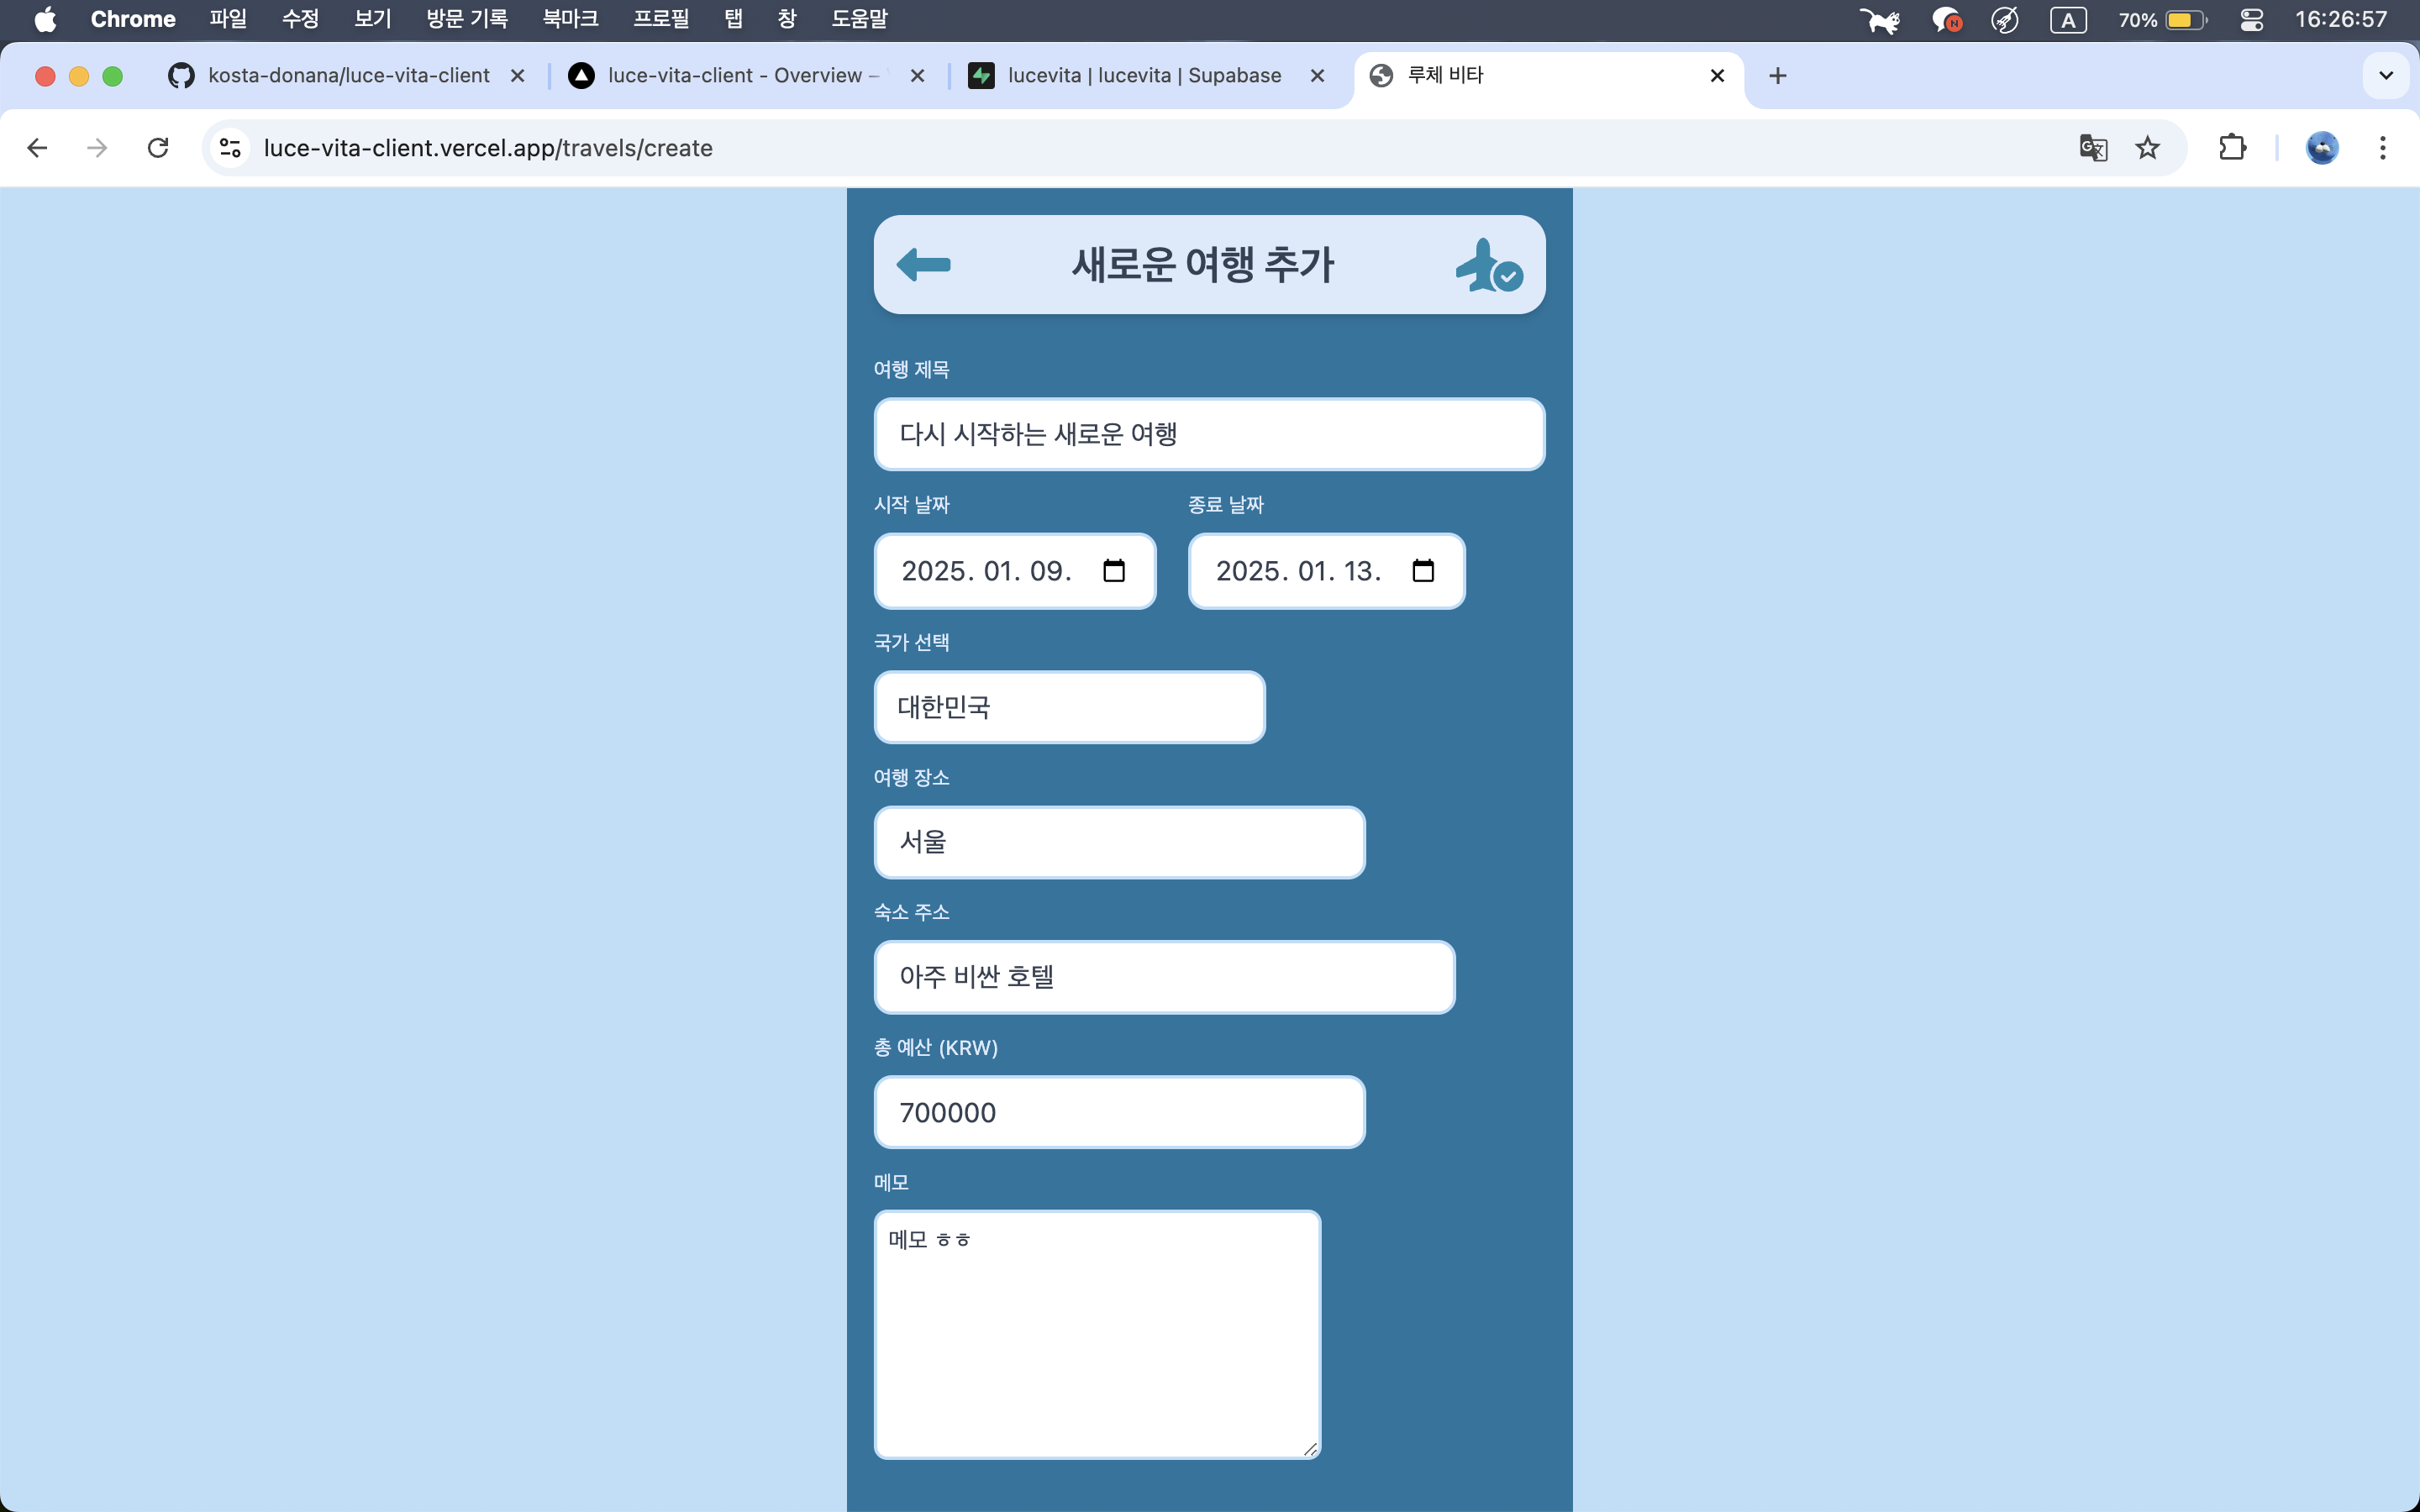 Chrome 파일 수정 보기 방문 기록 북마크 프로필 탭 창 도움말 N A 70% 16:26:57
kosta-donana/luce-vita-client luce-vita-client - Overview – lucevita | lucevita | Supabase 루체 비타
luce-vita-client.vercel.app/travels/create
새로운 여행 추가
여행 제목
다시 시작하는 새로운 여행
시작 날짜 종료 날짜
2025. 01. 09. 2025. 01. 13.
국가 선택
대한민국
여행 장소
서울
숙소 주소
아주 비싼 호텔
총 예산 (KRW)
700000
메모
메모 ㅎㅎ